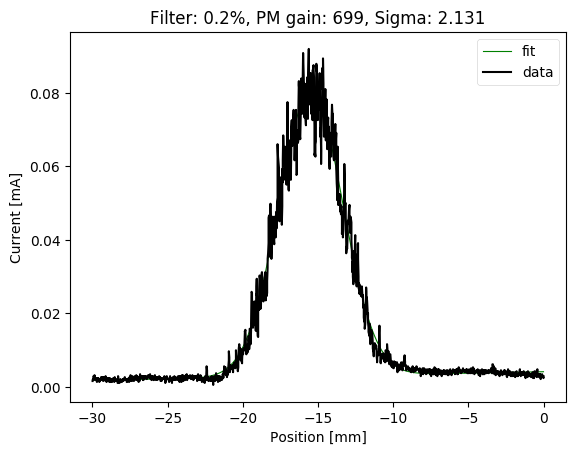 Filter: 0.2%, PM gain: 699, Sigma: 2.131
fit
data
0.08
0.06
0.04
0.02
0.00
Current [mA]
−30
−25
−20
−15
−10
−5
0
Position [mm]